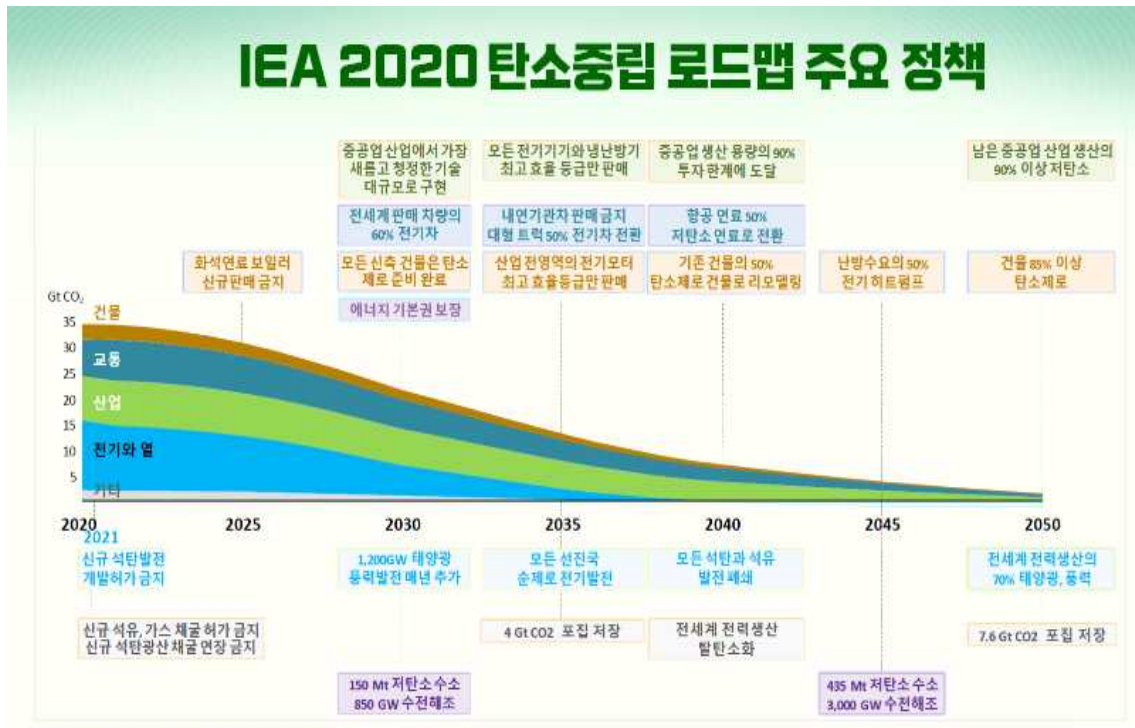 IEA 2020 탄소중립 로드맵 주요 정책
중공업 산업에서 가장
새롭고 청정한 기술
대규모로 구현
모든 전기기기와 냉난방기
최고 효율 등급만 판매
중공업 생산 용량의 90%
투자 한계에 도달
남은 중공업 산업 생산의
90% 이상 저탄소
전세계 판매 차량의
60% 전기차
내연기관차 판매 금지
대형 트럭 50% 전기차 전환
항공 연료 50%
저탄소 연료로 전환
화석연료 보일러
신규판매 금지
모든 신축 건물은 탄소
제로 준비 완료
산업 전영역의 전기모터
최고 효율등급만 판매
기존 건물의 50%
탄소제로 건물로 리모델링
난방수요의 50%
전기 히트펌프
건물 85% 이상
탄소제로
에너지 기본권 보장
Gt CO₂
35
30
25
20
15
10
5
건물
교통
산업
전기와 열
기타
2020
2025
2030
2035
2040
2045
2050
2021
신규 석탄발전
개발허가 금지
1,200GW 태양광
풍력발전 매년 추가
모든 선진국
순제로 전기발전
모든 석탄과 석유
발전 폐쇄
전세계 전력생산의
70% 태양광, 풍력
신규 석유, 가스 채굴 허가 금지
신규 석탄광산 채굴 연장 금지
4 Gt CO2 포집 저장
전세계 전력생산
탈탄소화
7.6 Gt CO2 포집 저장
150 Mt 저탄소 수소
850 GW 수전해조
435 Mt 저탄소 수소
3,000 GW 수전해조